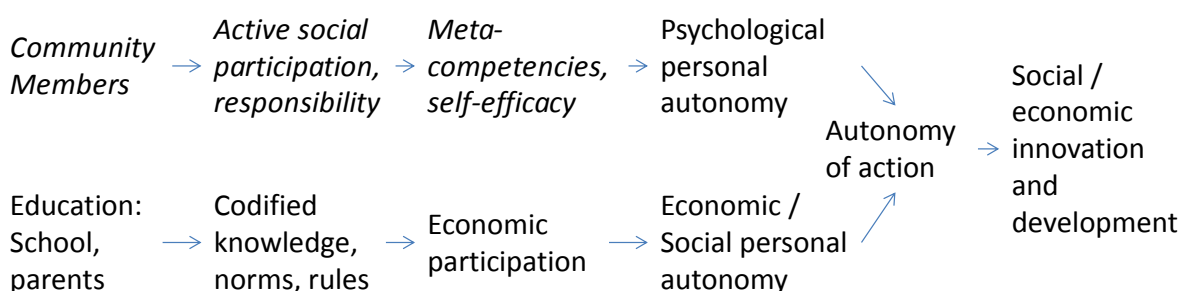 Community
Members
Active social
participation,
responsibility
Meta-
competencies,
self-efficacy
Psychological
personal
autonomy
Autonomy
of action
Social /
economic
innovation
and
development
Education:
School,
parents
Codified
knowledge,
norms, rules
Economic
participation
Economic /
Social personal
autonomy